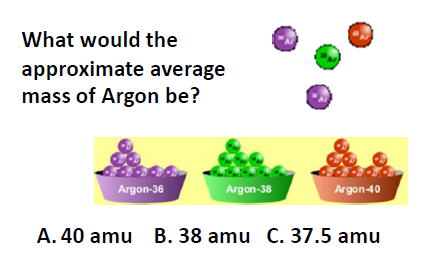 What would the
approximate average
mass of Argon be?
Argon-36 Argon-38 Argon-40
A. 40 amu B. 38 amu C. 37.5 amu